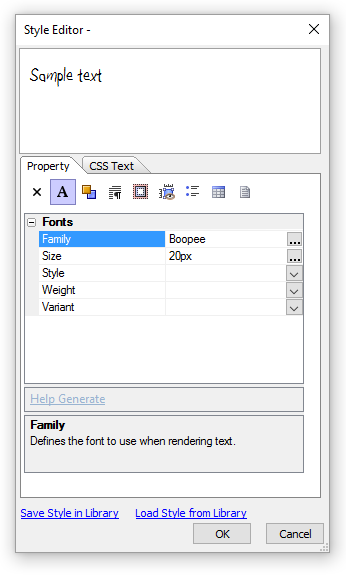 Style Editor -
Sample text
Property CSS Text
A
Fonts
Family Boopee ...
Size 20px ...
Style
Weight
Variant
Help Generate
Family
Defines the font to use when rendering text.
Save Style in Library Load Style from Library
OK Cancel